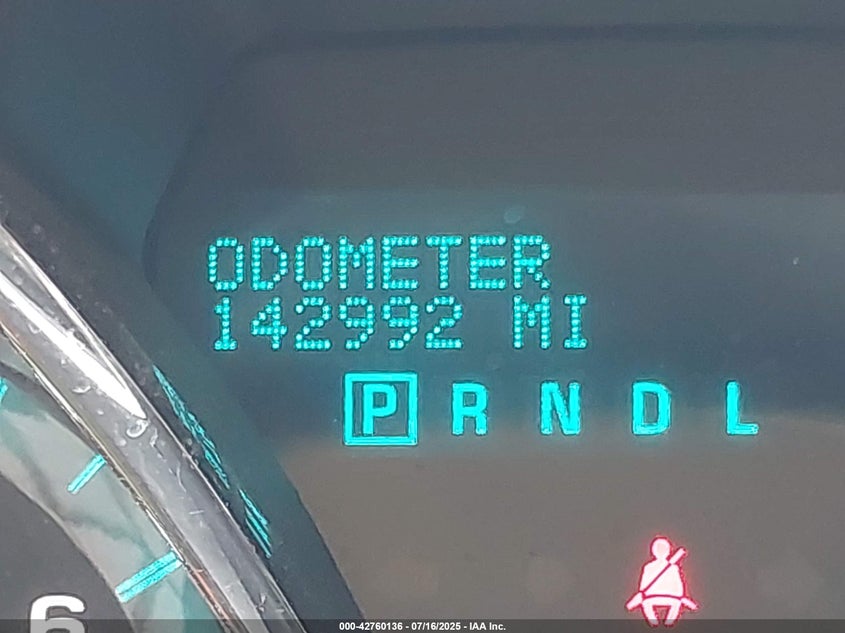 ODOMETER
142992 MI
P R N D L
6
000-42760136 - 07/16/2025 - IAA Inc.